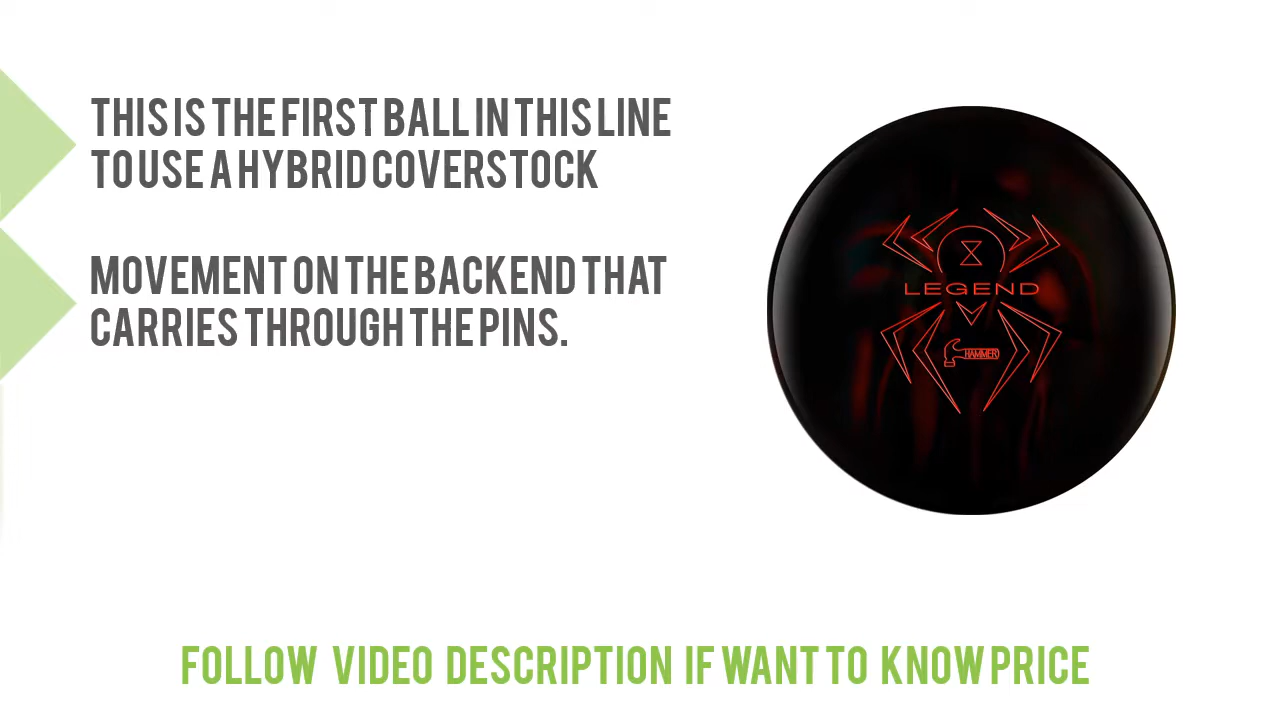 THIS IS THE FIRST BALL IN THIS LINE
TO USE A HYBRID COVERSTOCK
MOVEMENT ON THE BACKEND THAT
CARRIES THROUGH THE PINS.
LEGEND
HAMMER
FOLLOW VIDEO DESCRIPTION IF WANT TO KNOW PRICE